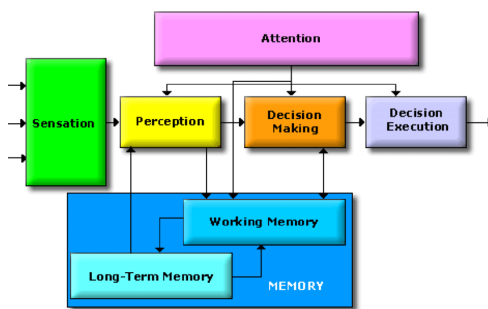 Attention
Sensation
Perception
Decision
Making
Decision
Execution
Working Memory
Long-Term Memory
MEMORY